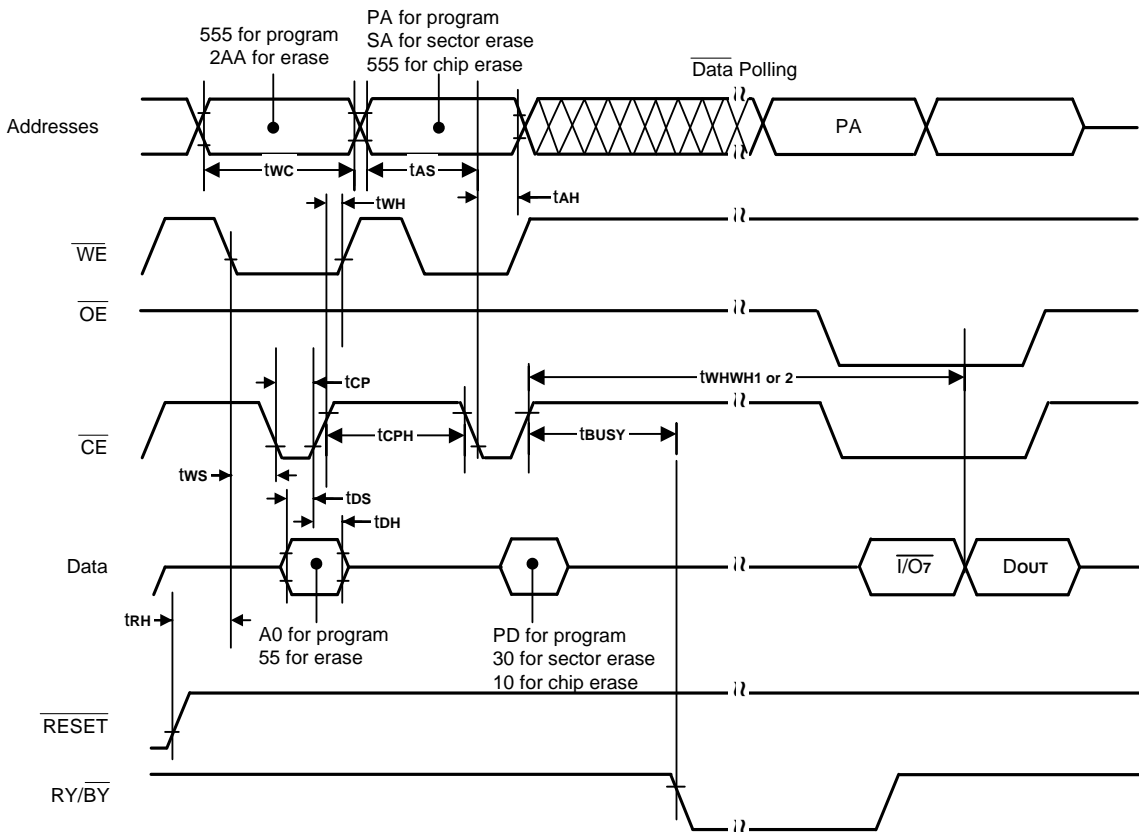 555 for program
2AA for erase
PA for program
SA for sector erase
555 for chip erase
Data Polling
Addresses
PA
tWC
tAS
tAH
tWH
WE
OE
tWHWH1 or 2
tCP
CE
tCPH
tBUSY
tWS
tDS
tDH
Data
I/O7
DOUT
tRH
A0 for program
55 for erase
PD for program
30 for sector erase
10 for chip erase
RESET
RY/BY